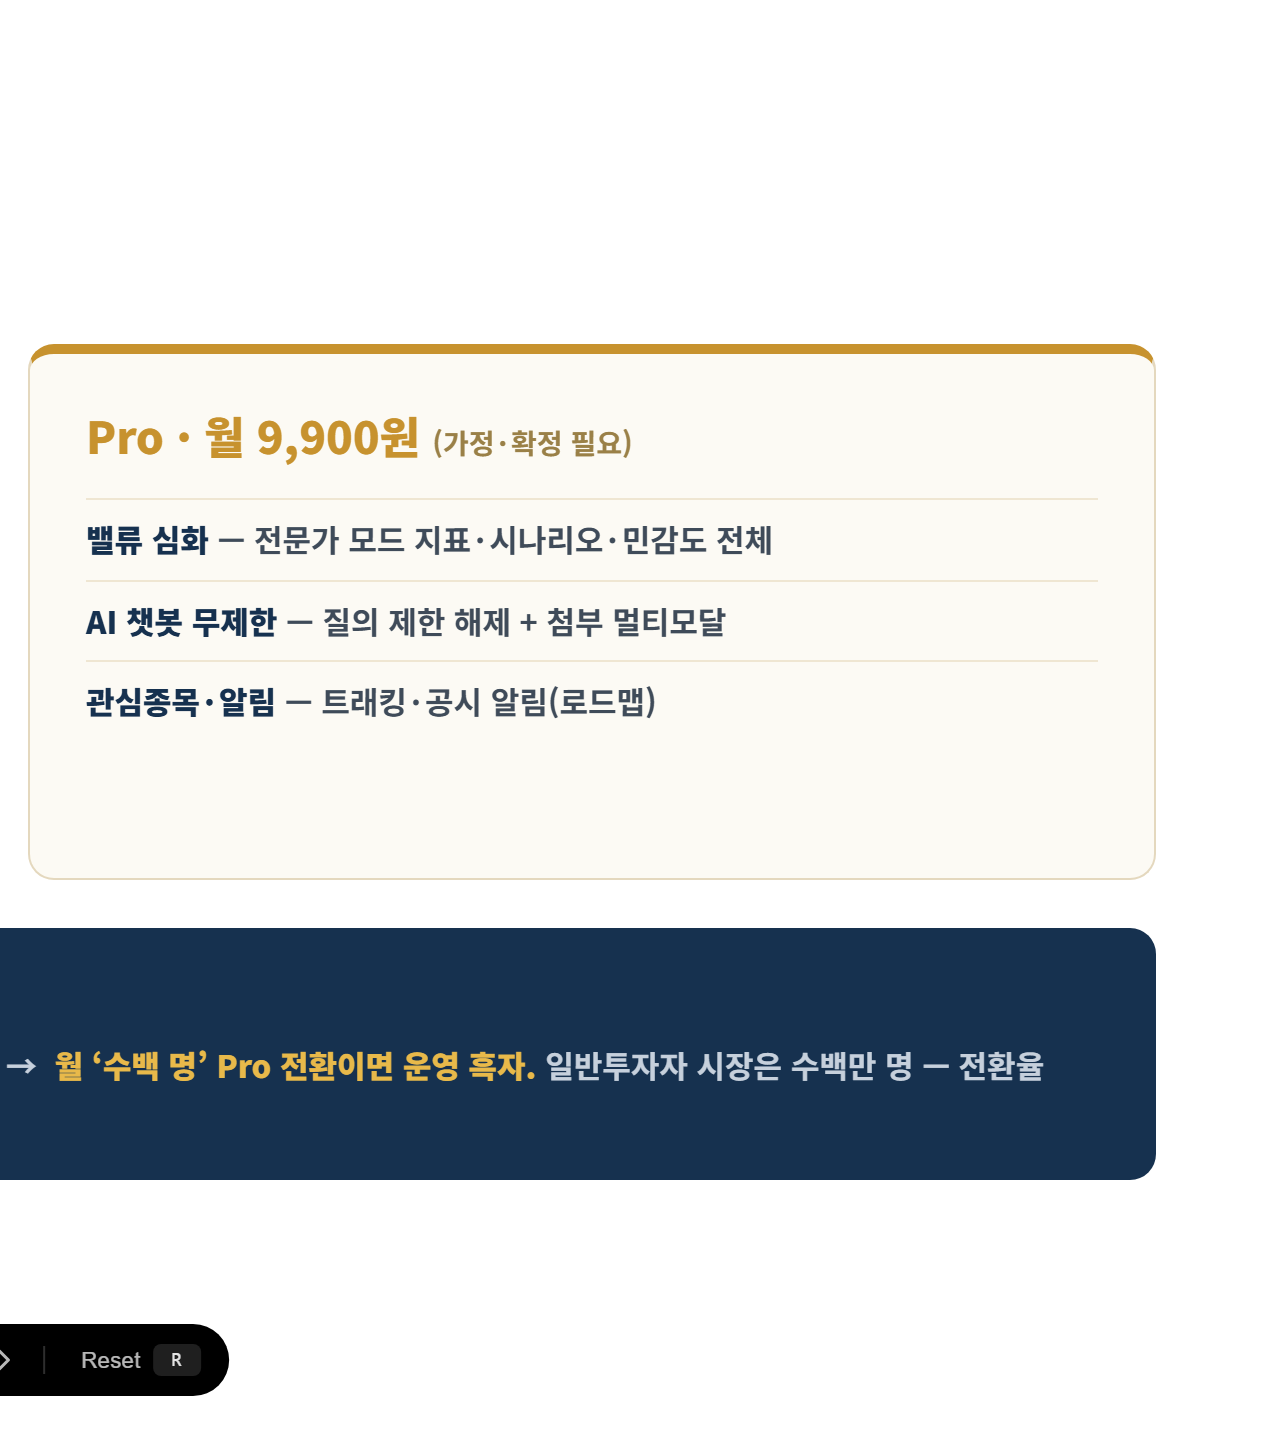 Pro · 월 9,900원 (가정·확정 필요)
밸류 심화 — 전문가 모드 지표·시나리오·민감도 전체
AI 챗봇 무제한 — 질의 제한 해제 + 첨부 멀티모달
관심종목·알림 — 트래킹·공시 알림(로드맵)
→ 월 ‘수백 명’ Pro 전환이면 운영 흑자. 일반투자자 시장은 수백만 명 — 전환율
Reset R